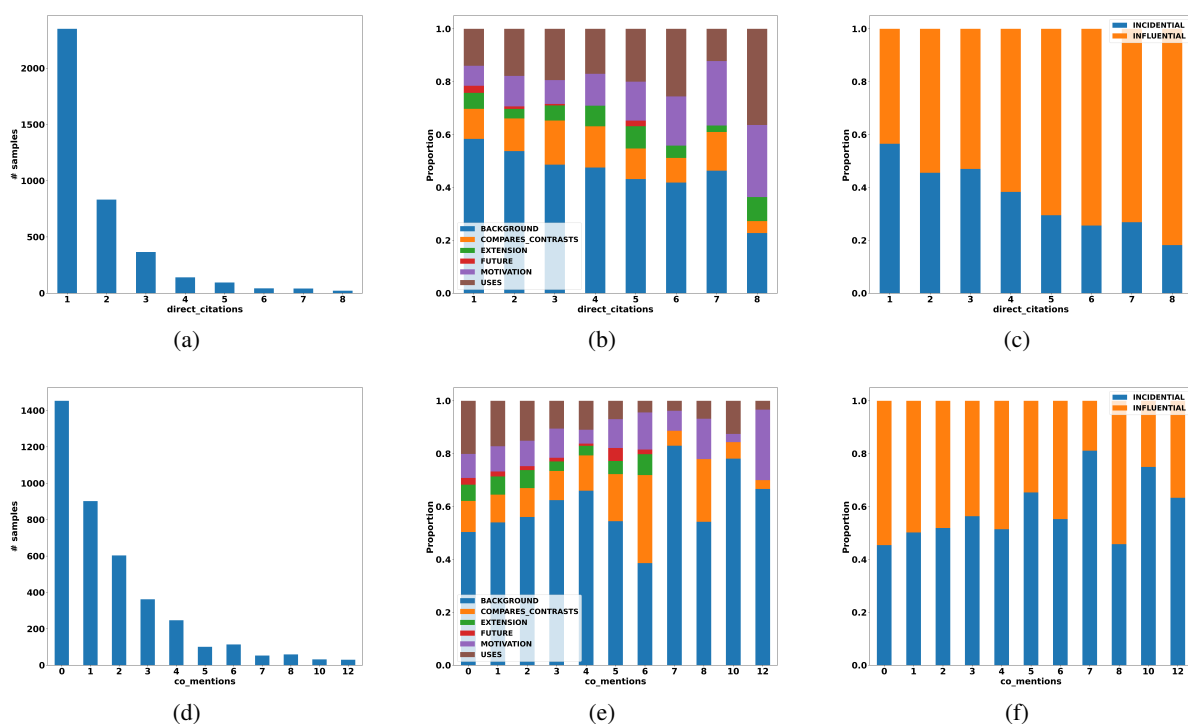 2000
1500
1000
500
0
# samples
1 2 3 4 5 6 7 8
direct_citations
(a)
1.0
0.8
0.6
0.4
0.2
0.0
Proportion
BACKGROUND
COMPARES_CONTRASTS
EXTENSION
FUTURE
MOTIVATION
USES
1 2 3 4 5 6 7 8
direct_citations
(b)
1.0
0.8
0.6
0.4
0.2
0.0
Proportion
INCIDENTIAL
INFLUENTIAL
1 2 3 4 5 6 7 8
direct_citations
(c)
1400
1200
1000
800
600
400
200
0
# samples
0 1 2 3 4 5 6 7 8 10 12
co_mentions
(d)
1.0
0.8
0.6
0.4
0.2
0.0
Proportion
BACKGROUND
COMPARES_CONTRASTS
EXTENSION
FUTURE
MOTIVATION
USES
0 1 2 3 4 5 6 7 8 10 12
co_mentions
(e)
1.0
0.8
0.6
0.4
0.2
0.0
Proportion
INCIDENTIAL
INFLUENTIAL
0 1 2 3 4 5 6 7 8 10 12
co_mentions
(f)